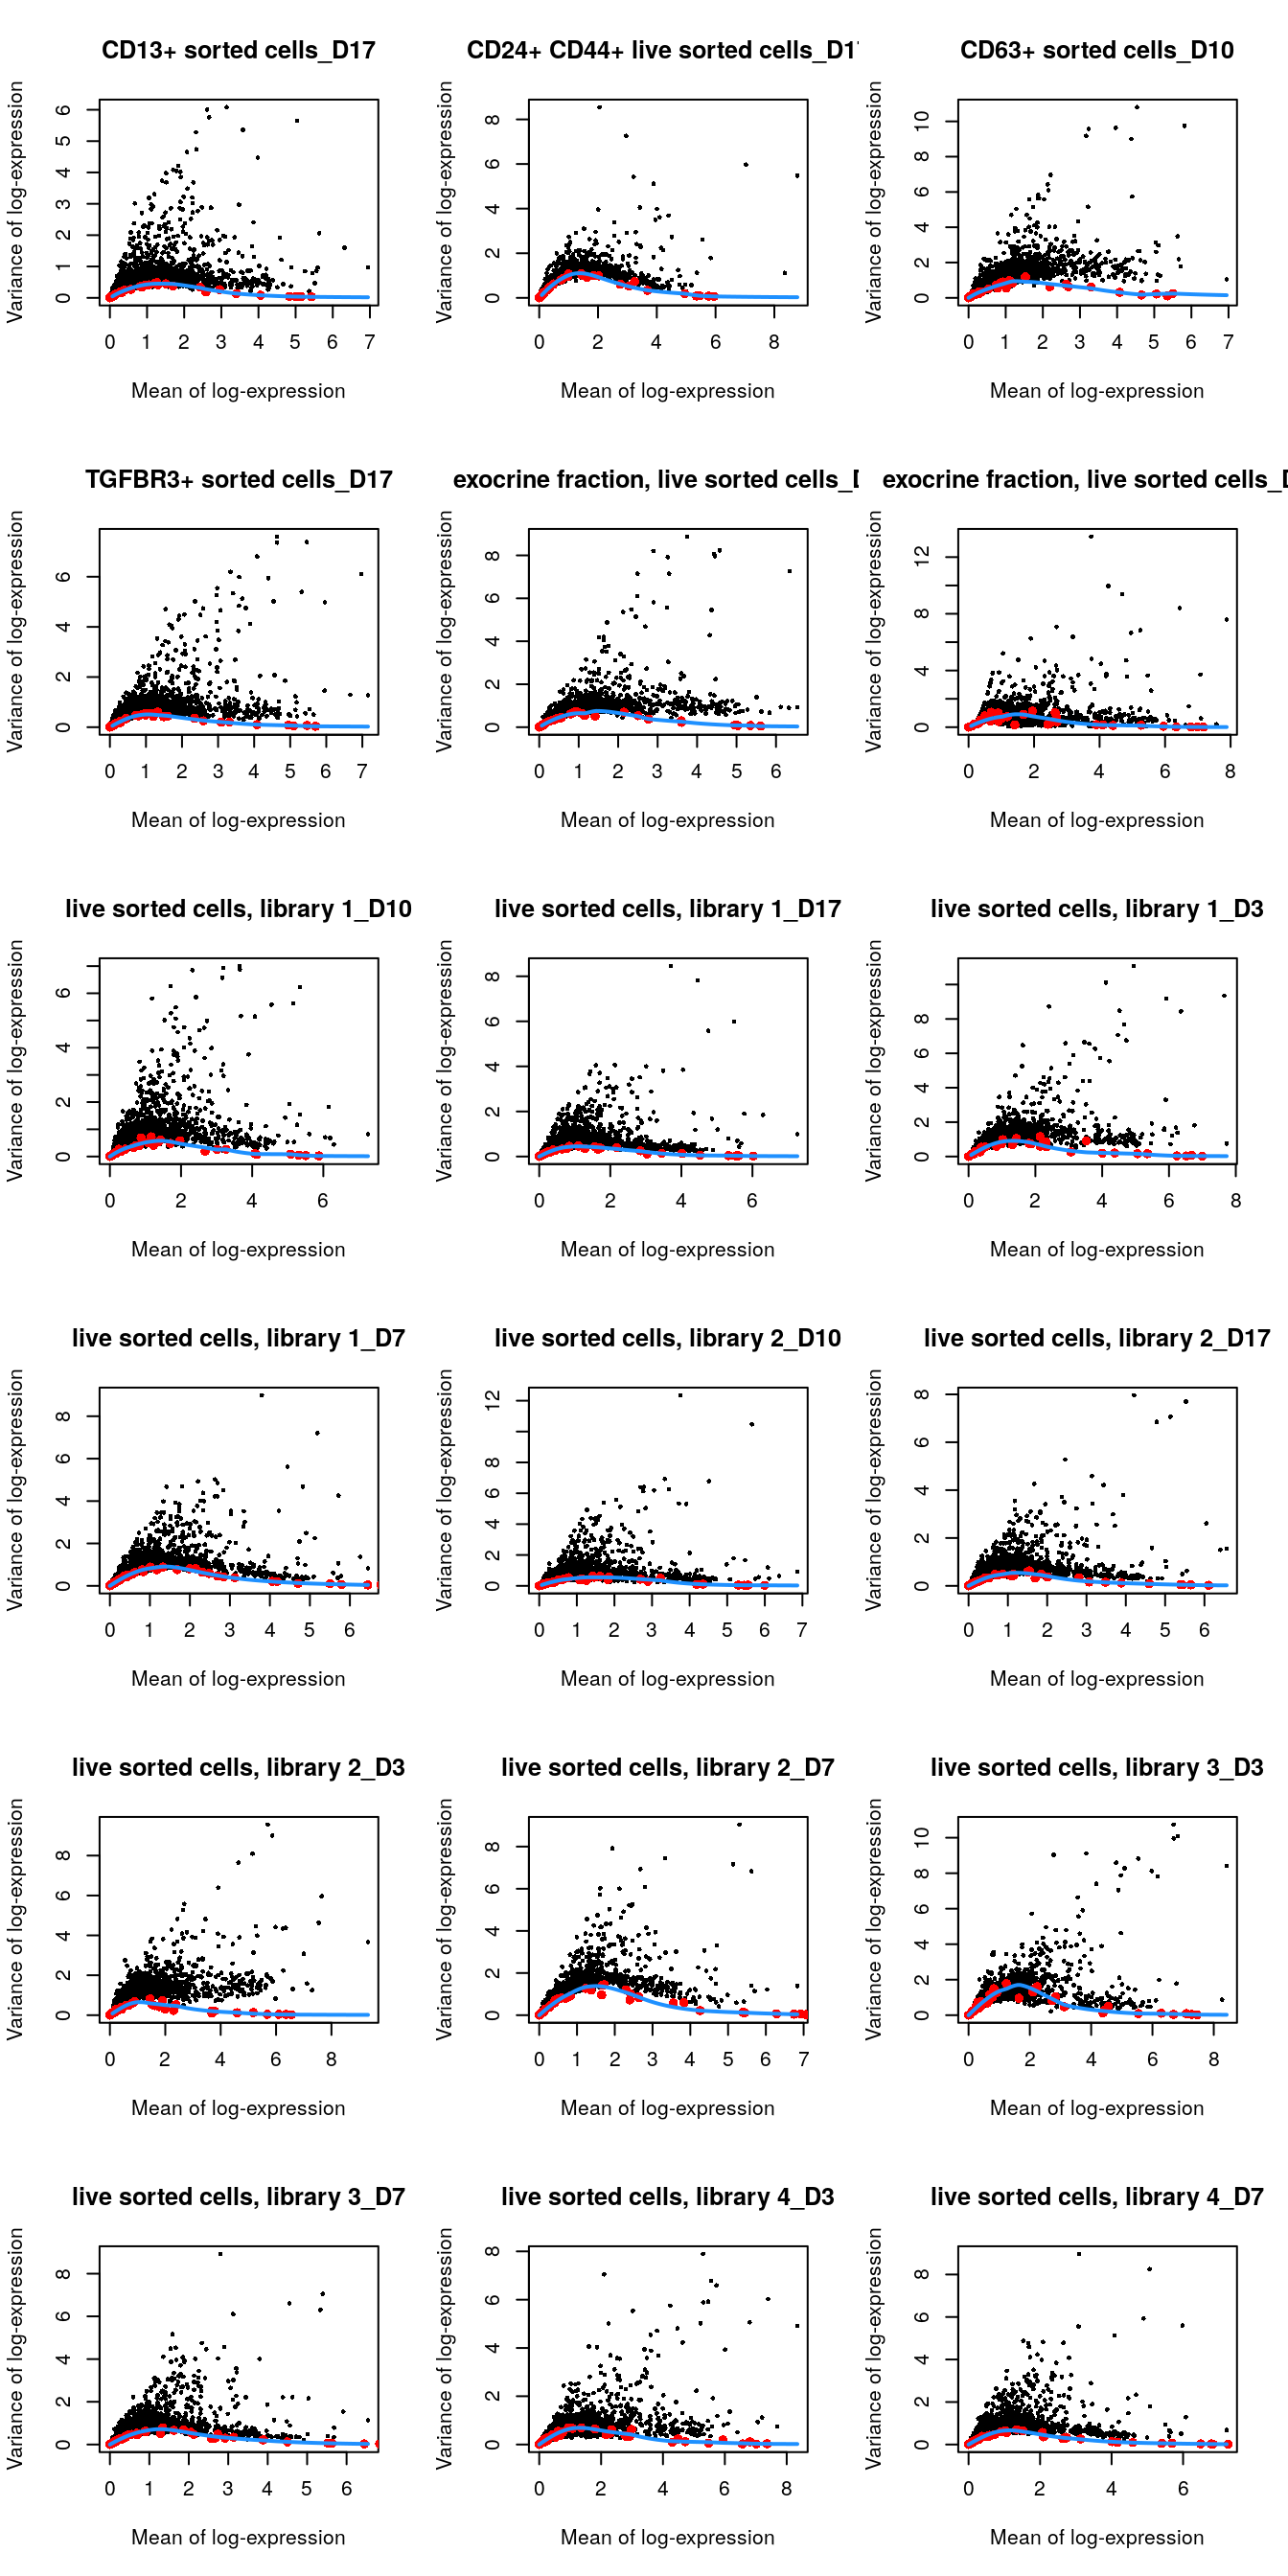 CD13+ sorted cells_D17
Variance of log-expression
0 1 2 3 4 5 6
0 1 2 3 4 5 6 7
Mean of log-expression
CD24+ CD44+ live sorted cells_D1
Variance of log-expression
0 2 4 6 8
0 2 4 6 8
Mean of log-expression
CD63+ sorted cells_D10
Variance of log-expression
0 2 4 6 8 10
0 1 2 3 4 5 6 7
Mean of log-expression
TGFBR3+ sorted cells_D17
Variance of log-expression
0 2 4 6
0 1 2 3 4 5 6 7
Mean of log-expression
exocrine fraction, live sorted cells_
Variance of log-expression
0 2 4 6 8
0 1 2 3 4 5 6
Mean of log-expression
exocrine fraction, live sorted cells_
Variance of log-expression
0 4 8 12
0 2 4 6 8
Mean of log-expression
live sorted cells, library 1_D10
Variance of log-expression
0 2 4 6
0 2 4 6
Mean of log-expression
live sorted cells, library 1_D17
Variance of log-expression
0 2 4 6 8
0 2 4 6
Mean of log-expression
live sorted cells, library 1_D3
Variance of log-expression
0 2 4 6 8
0 2 4 6 8
Mean of log-expression
live sorted cells, library 1_D7
Variance of log-expression
0 2 4 6 8
0 1 2 3 4 5 6
Mean of log-expression
live sorted cells, library 2_D10
Variance of log-expression
0 2 4 6 8 12
0 1 2 3 4 5 6 7
Mean of log-expression
live sorted cells, library 2_D17
Variance of log-expression
0 2 4 6 8
0 1 2 3 4 5 6
Mean of log-expression
live sorted cells, library 2_D3
Variance of log-expression
0 2 4 6 8
0 2 4 6 8
Mean of log-expression
live sorted cells, library 2_D7
Variance of log-expression
0 2 4 6 8
0 1 2 3 4 5 6 7
Mean of log-expression
live sorted cells, library 3_D3
Variance of log-expression
0 2 4 6 8 10
0 2 4 6 8
Mean of log-expression
live sorted cells, library 3_D7
Variance of log-expression
0 2 4 6 8
0 1 2 3 4 5 6
Mean of log-expression
live sorted cells, library 4_D3
Variance of log-expression
0 2 4 6 8
0 2 4 6 8
Mean of log-expression
live sorted cells, library 4_D7
Variance of log-expression
0 2 4 6 8
0 2 4 6
Mean of log-expression